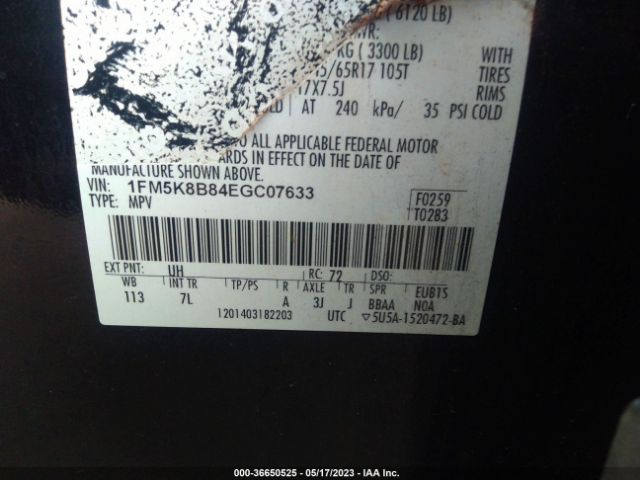 ( 6120 LB)
WR:
KG ( 3300 LB) WITH
/65R17 105T TIRES
17X7.5J RIMS
AT 240 kPa/ 35 PSI COLD
TO ALL APPLICABLE FEDERAL MOTOR
ARDS IN EFFECT ON THE DATE OF
MANUFACTURE SHOWN ABOVE.
VIN: 1FM5K8B84EGC07633
TYPE: MPV
F0259
T0283
EXT PNT: UH RC: 72 DSO:
WB INT TR TP/PS R AXLE TR SPR EUBTS
113 7L A 3J J BBAA NOA
1201403182203 UTC ▽5U5A-1520472-BA
000-36650525 - 05/17/2023 - IAA Inc.